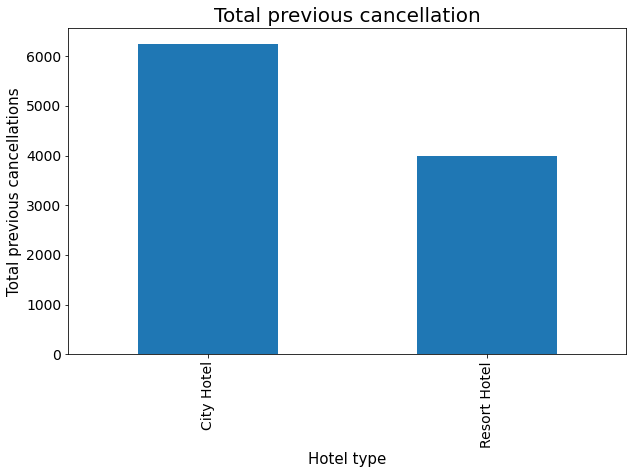 Total previous cancellation
Total previous cancellations
6000
5000
4000
3000
2000
1000
0
City Hotel
Resort Hotel
Hotel type